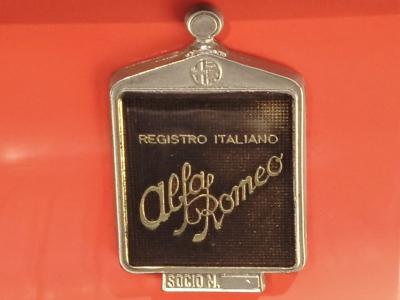 REGISTRO ITALIANO
Alfa
Romeo
SOCIO N.